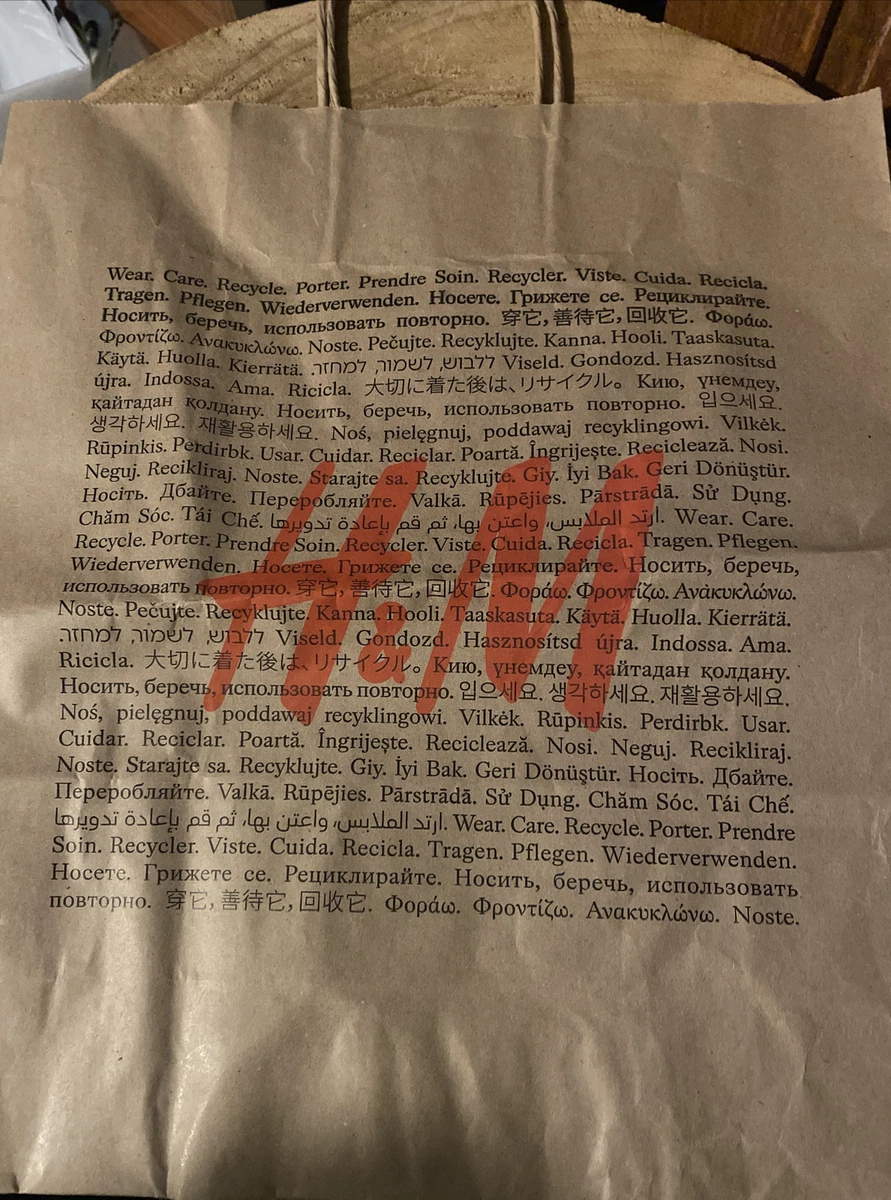 Wear. Care. Recycle. Porter. Prendre Soin. Recycler. Viste. Cuida. Recicla.
Tragen. Pflegen. Wiederverwenden. Носете. Грижете се. Рециклирайте.
Носить, беречь, использовать повторно. 穿它,善待它,回收它. Φοράω.
Φροντίζω. Ανακυκλώνω. Noste. Pečujte. Recyklujte. Kanna. Hooli. Taaskasuta.
Käytä. Huolla. Kierrätä. ללבוש, לשמור, למחזר. Viseld. Gondozd. Hasznosítsd
újra. Indossa. Ama. Ricicla. 大切に着た後は、リサイクル。 Кию, үнемдеу,
қайтадан қолдану. Носить, беречь, использовать повторно. 입으세요.
생각하세요. 재활용하세요. Noś, pielęgnuj, poddawaj recyklingowi. Vilkėk.
Rūpinkis. Perdirbk. Usar. Cuidar. Reciclar. Poartă. Îngrijește. Reciclează. Nosi.
Neguj. Recikliraj. Noste. Starajte sa. Recyklujte. Giy. İyi Bak. Geri Dönüştür.
Носіть. Дбайте. Переробляйте. Valkā. Rūpējies. Pārstrādā. Sử Dụng.
Chăm Sóc. Tái Chế. ارتد الملابس، واعتن بها، ثم قم بإعادة تدويرها. Wear. Care.
Recycle. Porter. Prendre Soin. Recycler. Viste. Cuida. Recicla. Tragen. Pflegen.
Wiederverwenden. Носете. Грижете се. Рециклирайте. Носить, беречь,
использовать повторно. 穿它,善待它,回收它. Φοράω. Φροντίζω. Ανακυκλώνω.
Noste. Pečujte. Recyklujte. Kanna. Hooli. Taaskasuta. Käytä. Huolla. Kierrätä.
ללבוש, לשמור, למחזר. Viseld. Gondozd. Hasznosítsd újra. Indossa. Ama.
Ricicla. 大切に着た後は、リサイクル。 Кию, үнемдеу, қайтадан қолдану.
Носить, беречь, использовать повторно. 입으세요. 생각하세요. 재활용하세요.
Noś, pielęgnuj, poddawaj recyklingowi. Vilkėk. Rūpinkis. Perdirbk. Usar.
Cuidar. Reciclar. Poartă. Îngrijește. Reciclează. Nosi. Neguj. Recikliraj.
Noste. Starajte sa. Recyklujte. Giy. İyi Bak. Geri Dönüştür. Носіть. Дбайте.
Переробляйте. Valkā. Rūpējies. Pārstrādā. Sử Dụng. Chăm Sóc. Tái Chế.
ارتد الملابس، واعتن بها، ثم قم بإعادة تدويرها. Wear. Care. Recycle. Porter. Prendre
Soin. Recycler. Viste. Cuida. Recicla. Tragen. Pflegen. Wiederverwenden.
Носете. Грижете се. Рециклирайте. Носить, беречь, использовать
повторно. 穿它,善待它,回收它. Φοράω. Φροντίζω. Ανακυκλώνω. Noste.
H&M